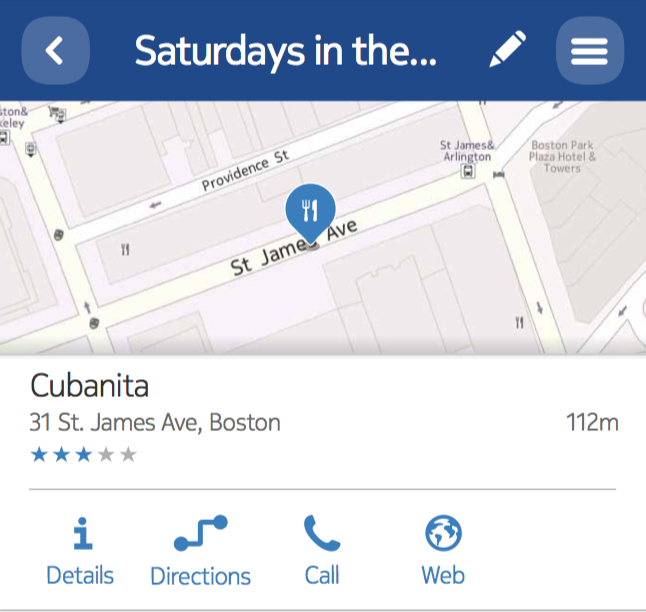 Saturdays in the...
ston&
keley
St James&
Arlington
Boston Park
Plaza Hotel &
Towers
Providence St
St James Ave
Cubanita
31 St. James Ave, Boston
112m
Details
Directions
Call
Web